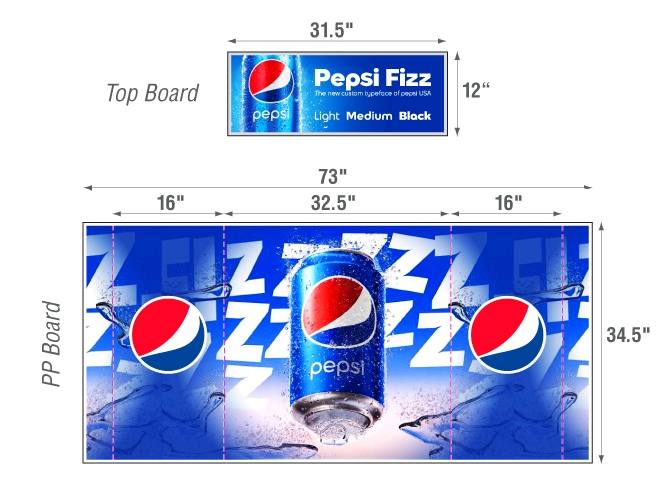 31.5"
Top Board
pepsi
Pepsi Fizz
The new custom typeface of pepsi USA
Light Medium Black
12“
73"
16"
32.5"
16"
PP Board
pepsi
34.5"